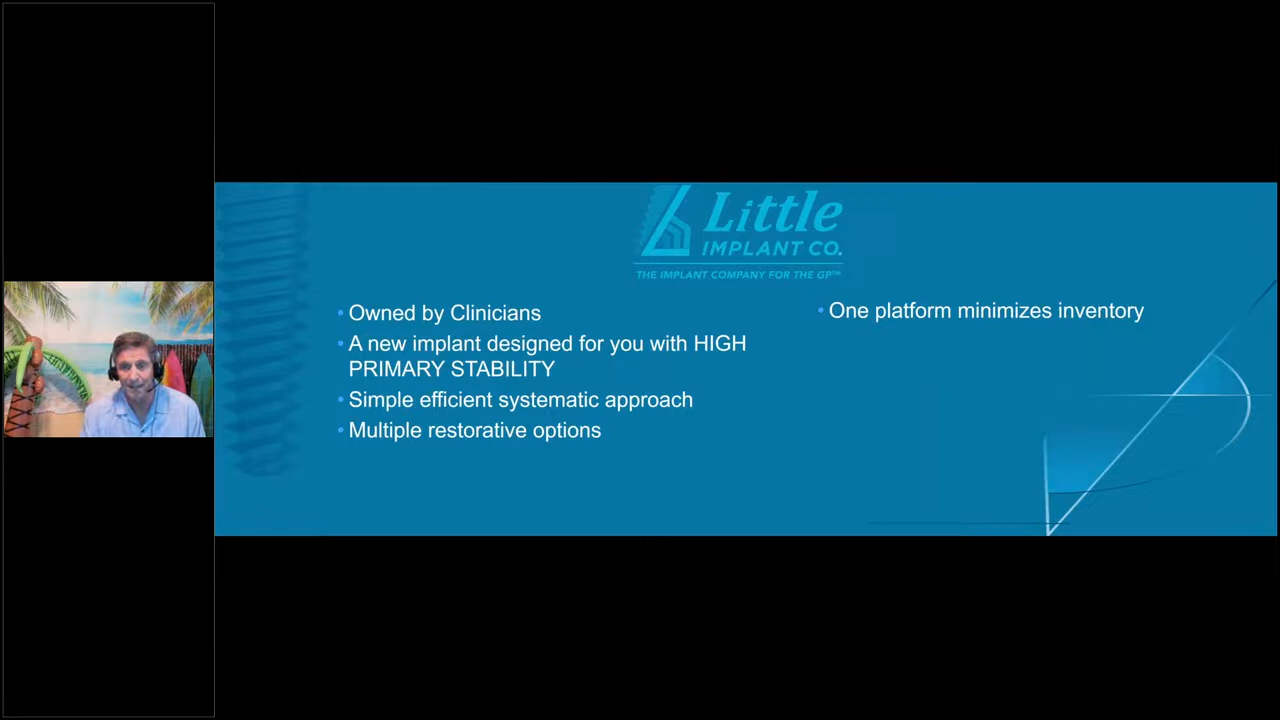 Little
IMPLANT CO.
THE IMPLANT COMPANY FOR THE GP™
• Owned by Clinicians
• A new implant designed for you with HIGH
PRIMARY STABILITY
• Simple efficient systematic approach
• Multiple restorative options
• One platform minimizes inventory